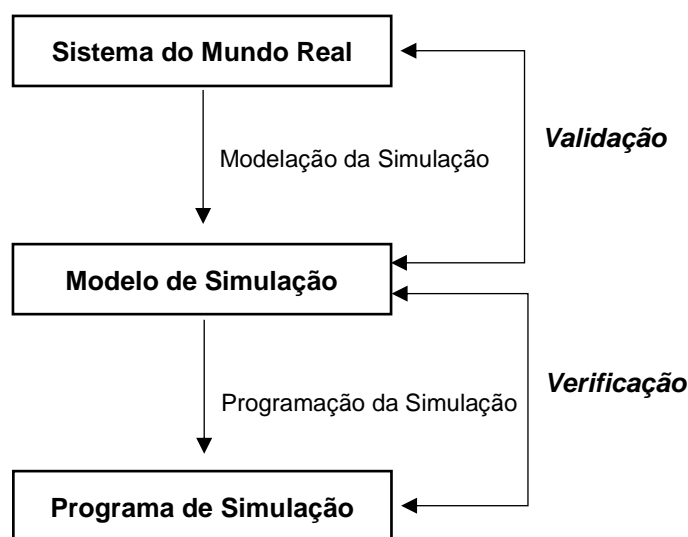 Sistema do Mundo Real
Validação
Modelação da Simulação
Modelo de Simulação
Verificação
Programação da Simulação
Programa de Simulação